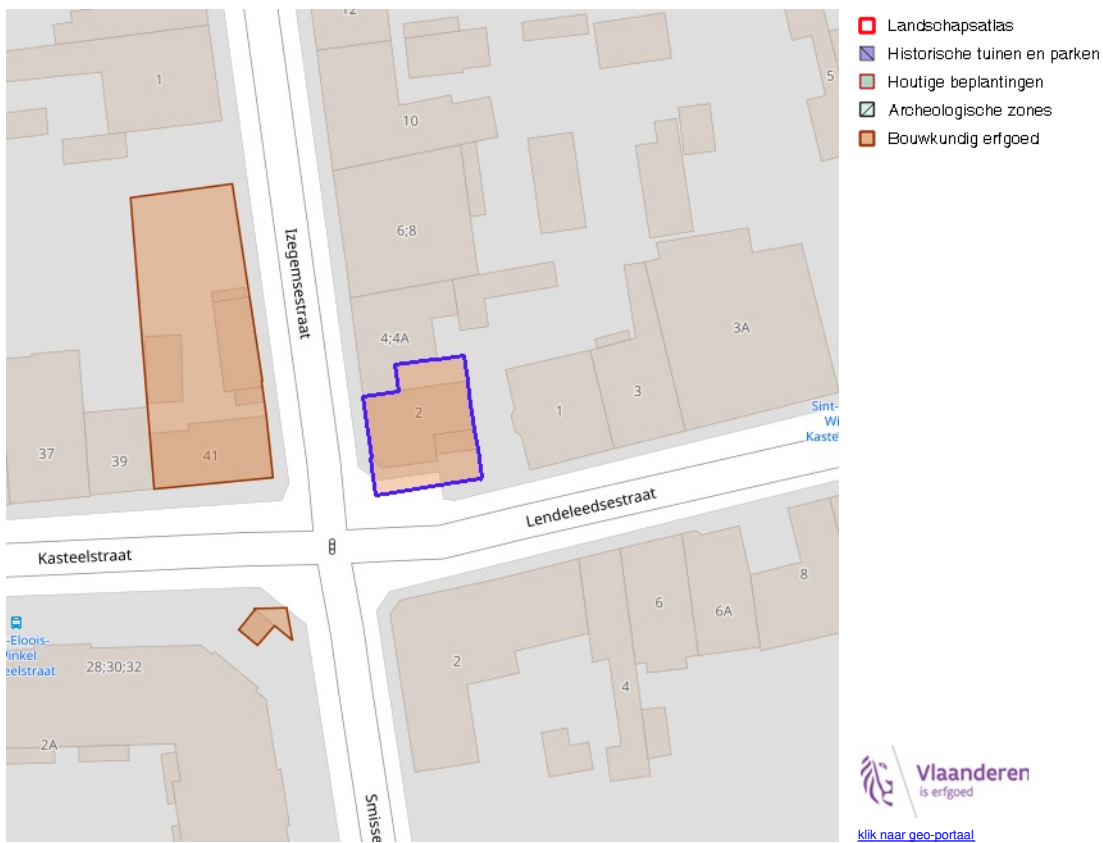 Landschapsatlas
Historische tuinen en parken
Houtige beplantingen
Archeologische zones
Bouwkundig erfgoed
12
1
5
10
Izegemsestraat
6;8
4;4A
3A
2
1
3
Sint-
Wi
Kaste
37
39
41
Lendeleedsestraat
Kasteelstraat
8
6
6A
-Eloois-
Winkel
eelstraat
28;30;32
2
4
2A
Smisse
Vlaanderen
is erfgoed
klik naar geo-portaal